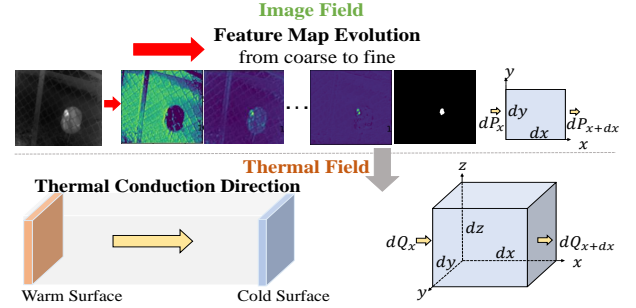 Image Field
Feature Map Evolution
from coarse to fine
...
y
dP_x
dy
dP_{x+dx}
dx
x
Thermal Field
Thermal Conduction Direction
z
dz
dQ_x
dQ_{x+dx}
dy
dx
x
y
Warm Surface
Cold Surface